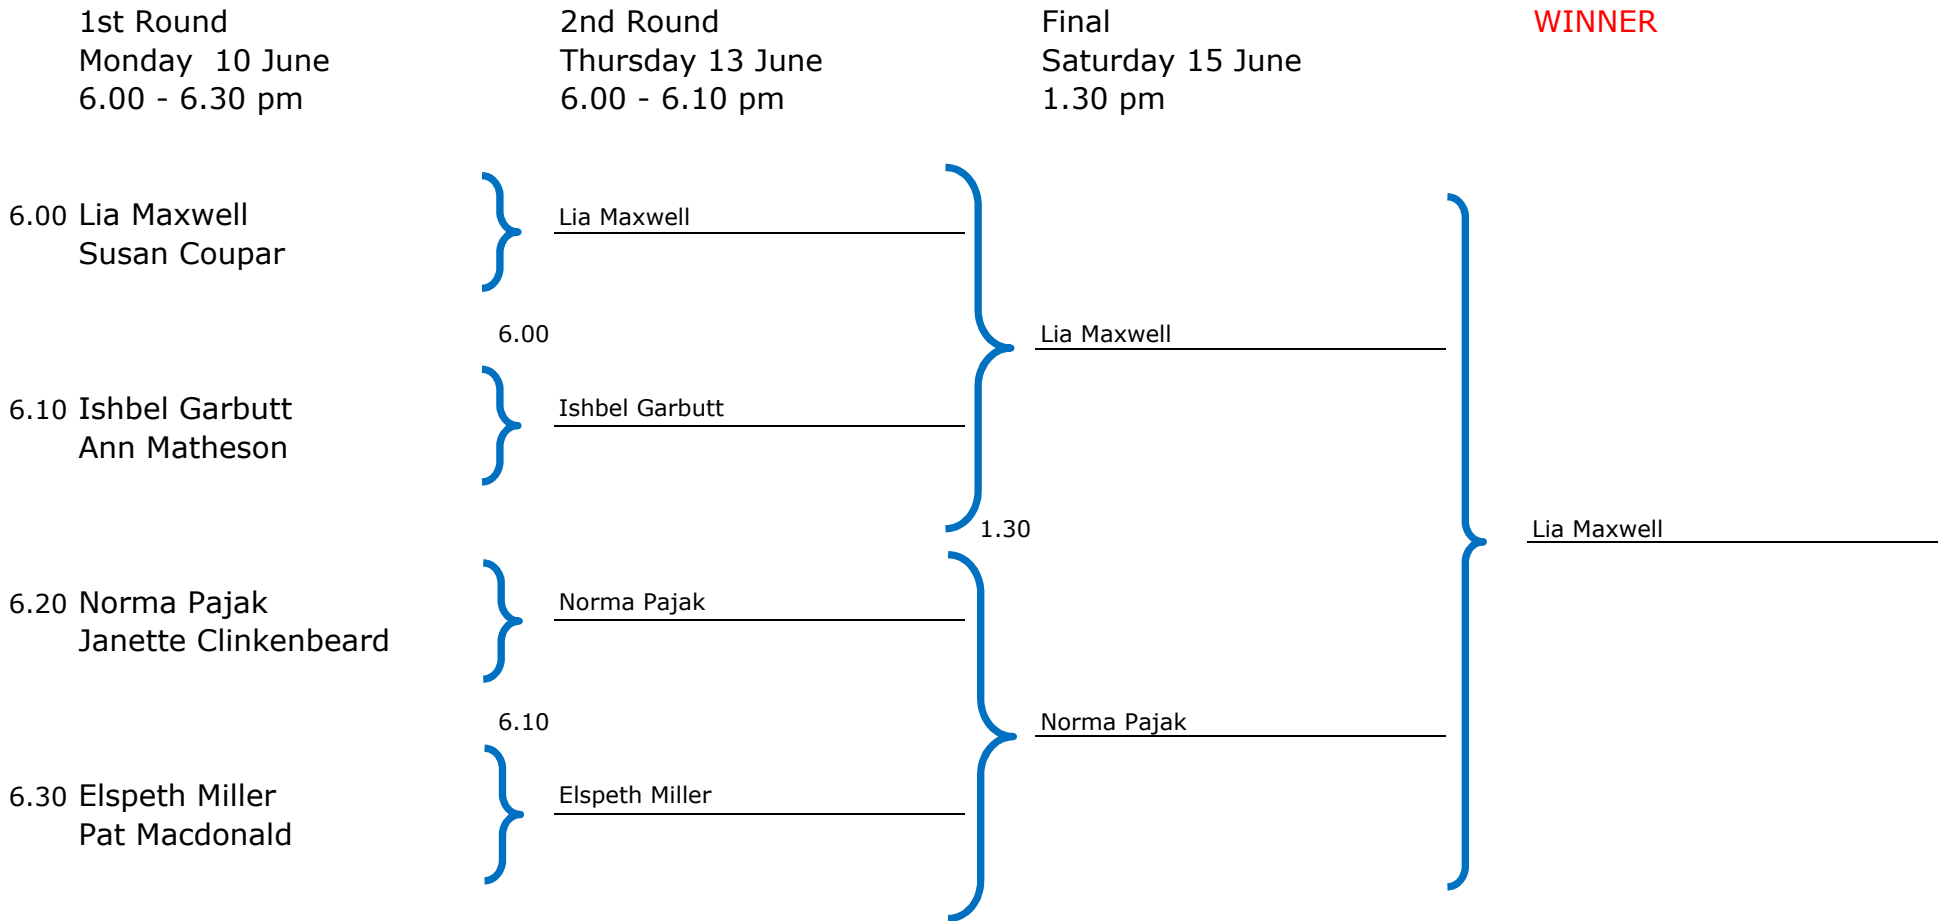 1st Round
Monday  10 June
6.00 - 6.30 pm
2nd Round
Thursday 13 June
6.00 - 6.10 pm
Final
Saturday 15 June
1.30 pm
WINNER
6.00 Lia Maxwell
Susan Coupar
6.10 Ishbel Garbutt
Ann Matheson
6.20 Norma Pajak
Janette Clinkenbeard
6.30 Elspeth Miller
Pat Macdonald
Lia Maxwell
6.00
Ishbel Garbutt
Norma Pajak
6.10
Elspeth Miller
Lia Maxwell
1.30
Norma Pajak
Lia Maxwell